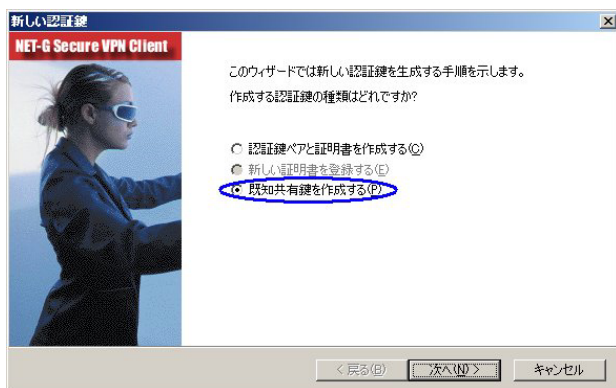 新しい認証鍵
NET-G Secure VPN Client
このウィザードでは新しい認証鍵を生成する手順を示します。
作成する認証鍵の種類はどれですか?
認証鍵ペアと証明書を作成する(C)
新しい証明書を登録する(E)
既知共有鍵を作成する(P)
< 戻る(B)
次へ(N) >
キャンセル